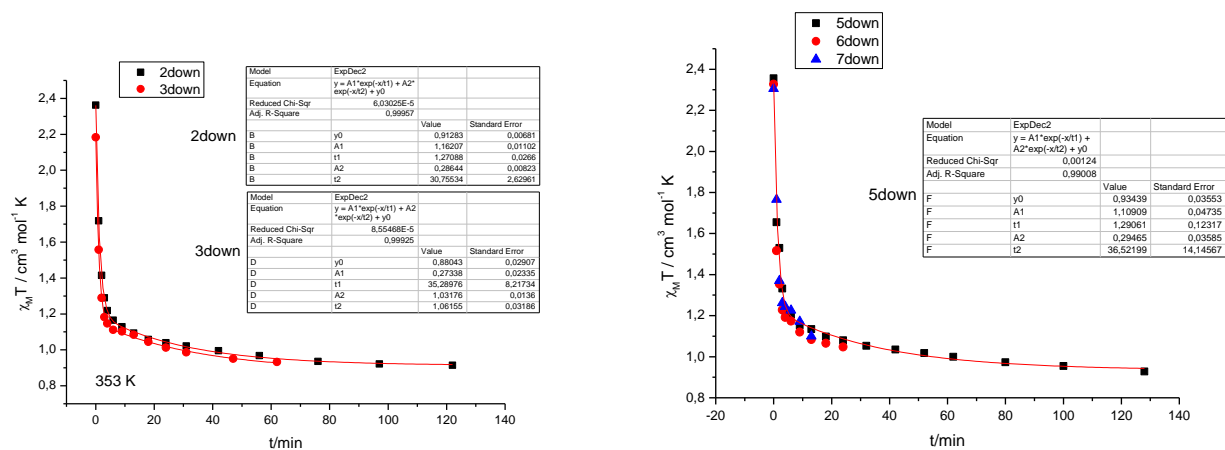 2down
3down
2,4
2,2
2,0
1,8
1,6
1,4
1,2
1,0
0,8
χMT / cm3 mol-1 K
0 20 40 60 80 100 120 140
t/min
353 K
2down
Model ExpDec2
Equation y = A1*exp(-x/t1) + A2*
exp(-x/t2) + y0
Reduced Chi-Sqr 6,03025E-5
Adj. R-Square 0,99957
Value Standard Error
B y0 0,91283 0,00681
B A1 1,16207 0,01102
B t1 1,27088 0,0266
B A2 0,28644 0,00823
B t2 30,75534 2,62961
3down
Model ExpDec2
Equation y = A1*exp(-x/t1) + A2
*exp(-x/t2) + y0
Reduced Chi-Sqr 8,55468E-5
Adj. R-Square 0,99925
Value Standard Error
D y0 0,88043 0,02907
D A1 0,27338 0,02335
D t1 35,28976 8,21734
D A2 1,03176 0,0136
D t2 1,06155 0,03186
5down
6down
7down
2,4
2,2
2,0
1,8
1,6
1,4
1,2
1,0
0,8
χMT / cm3 mol-1 K
-20 0 20 40 60 80 100 120 140
t/min
5down
Model ExpDec2
Equation y = A1*exp(-x/t1) +
A2*exp(-x/t2) + y0
Reduced Chi-Sqr 0,00124
Adj. R-Square 0,99008
Value Standard Error
F y0 0,93439 0,03553
F A1 1,10909 0,04735
F t1 1,29061 0,12317
F A2 0,29465 0,03585
F t2 36,52199 14,14567